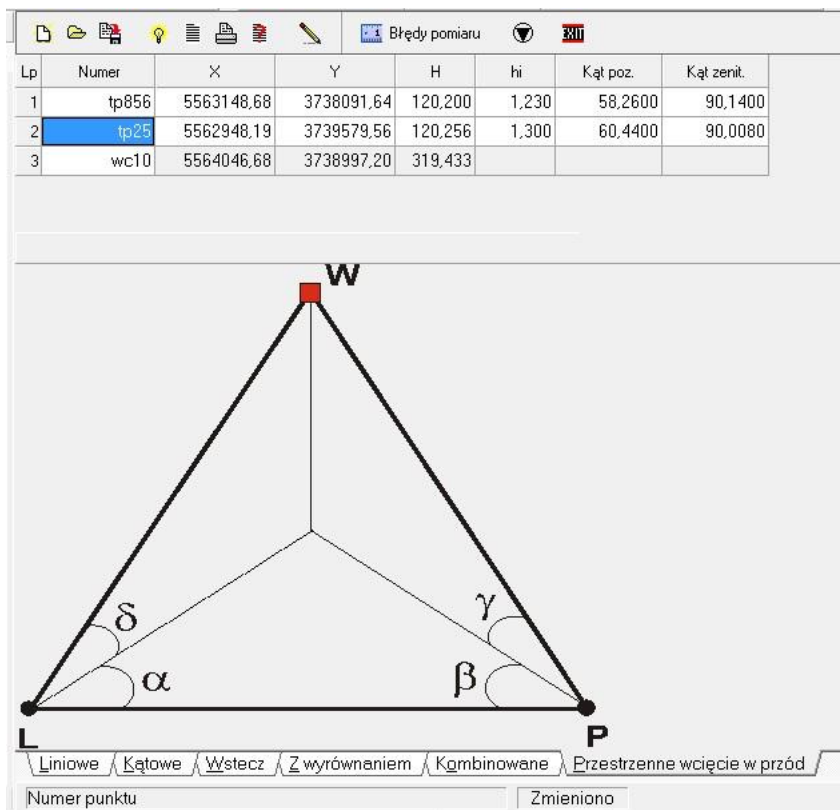 Błędy pomiaru EXIT
Lp Numer X Y H hi Kąt poz. Kąt zenit.
1 tp856 5563148,68 3738091,64 120,200 1,230 58,2600 90,1400
2 tp25 5562948,19 3739579,56 120,256 1,300 60,4400 90,0080
3 wc10 5564046,68 3738997,20 319,433
W
δ γ
α β
L P
Liniowe Kątowe Wstecz Z wyrównaniem Kombinowane Przestrzenne wcięcie w przód
Numer punktu Zmieniono